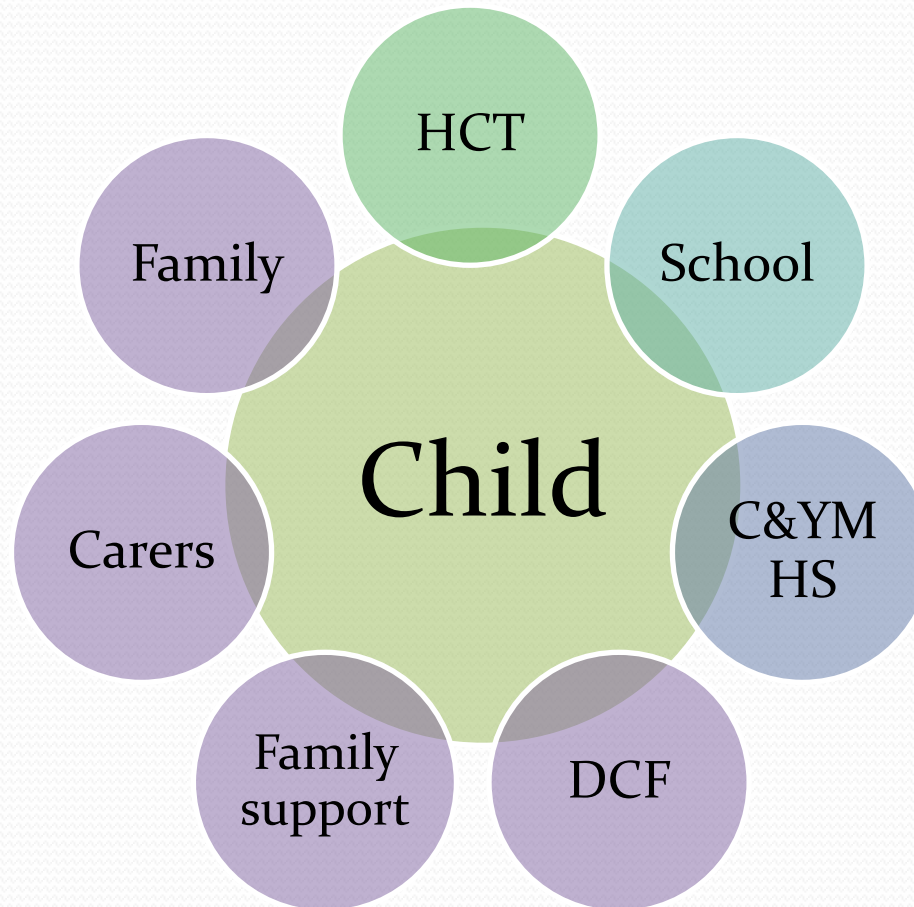 HCT
School
C&YM
HS
DCF
Family
support
Carers
Family
Child